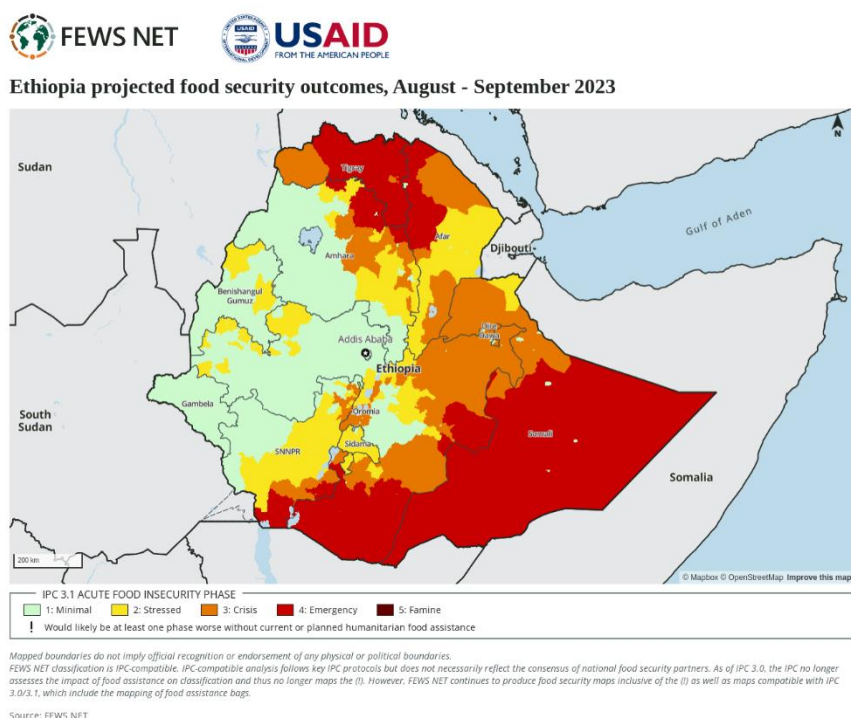 FEWS NET
USAID
FROM THE AMERICAN PEOPLE
Ethiopia projected food security outcomes, August - September 2023
Sudan
N
Tigray
Gulf of Aden
Afar
Djibouti
Amhara
Benishangul
Gumuz
Dire
Dawa
Addis Ababa
Ethiopia
Gambela
Oromia
South
Sudan
Somali
Sidama
SNNPR
Somalia
200 km
© Mapbox © OpenStreetMap Improve this map
IPC 3.1 ACUTE FOOD INSECURITY PHASE
1: Minimal 2: Stressed 3: Crisis 4: Emergency 5: Famine
! Would likely be at least one phase worse without current or planned humanitarian food assistance
Mapped boundaries do not imply official recognition or endorsement of any physical or political boundaries.
FEWS NET classification is IPC-compatible. IPC-compatible analysis follows key IPC protocols but does not necessarily reflect the consensus of national food security partners. As of IPC 3.0, the IPC no longer
assesses the impact of food assistance on classification and thus no longer maps the (!). However, FEWS NET continues to produce food security maps inclusive of the (!) as well as maps compatible with IPC
3.0/3.1, which include the mapping of food assistance bags.
Source: FEWS NET